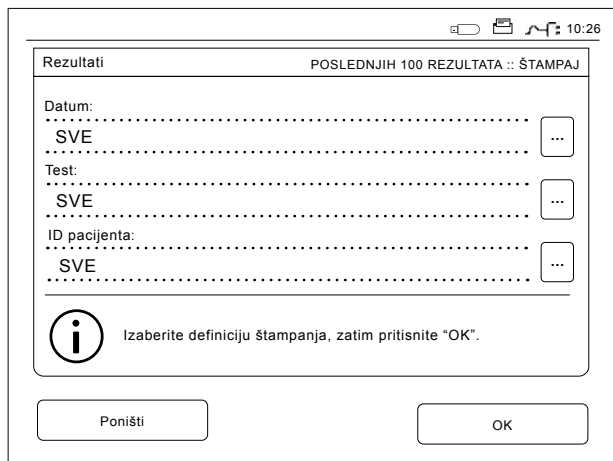 10:26
Rezultati POSLEDNJIH 100 REZULTATA :: ŠTAMPAJ
Datum:
SVE ...
Test:
SVE ...
ID pacijenta:
SVE ...
Izaberite definiciju štampanja, zatim pritisnite “OK”.
Poništi OK